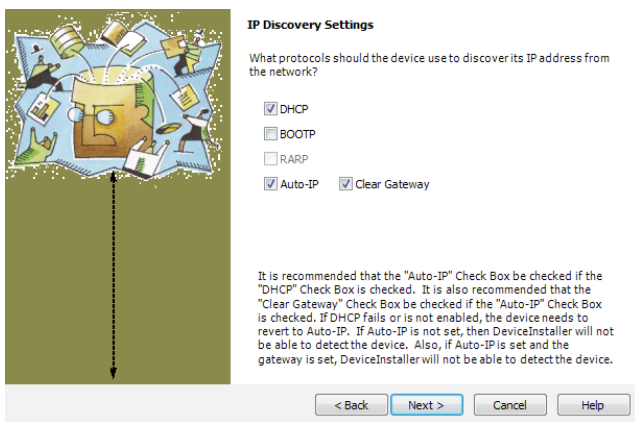 IP Discovery Settings
What protocols should the device use to discover its IP address from
the network?
DHCP
BOOTP
RARP
Auto-IP Clear Gateway
It is recommended that the "Auto-IP" Check Box be checked if the
"DHCP" Check Box is checked. It is also recommended that the
"Clear Gateway" Check Box be checked if the "Auto-IP" Check Box
is checked. If DHCP fails or is not enabled, the device needs to
revert to Auto-IP. If Auto-IP is not set, then DeviceInstaller will not
be able to detect the device. Also, if Auto-IP is set and the
gateway is set, DeviceInstaller will not be able to detect the device.
< Back Next > Cancel Help